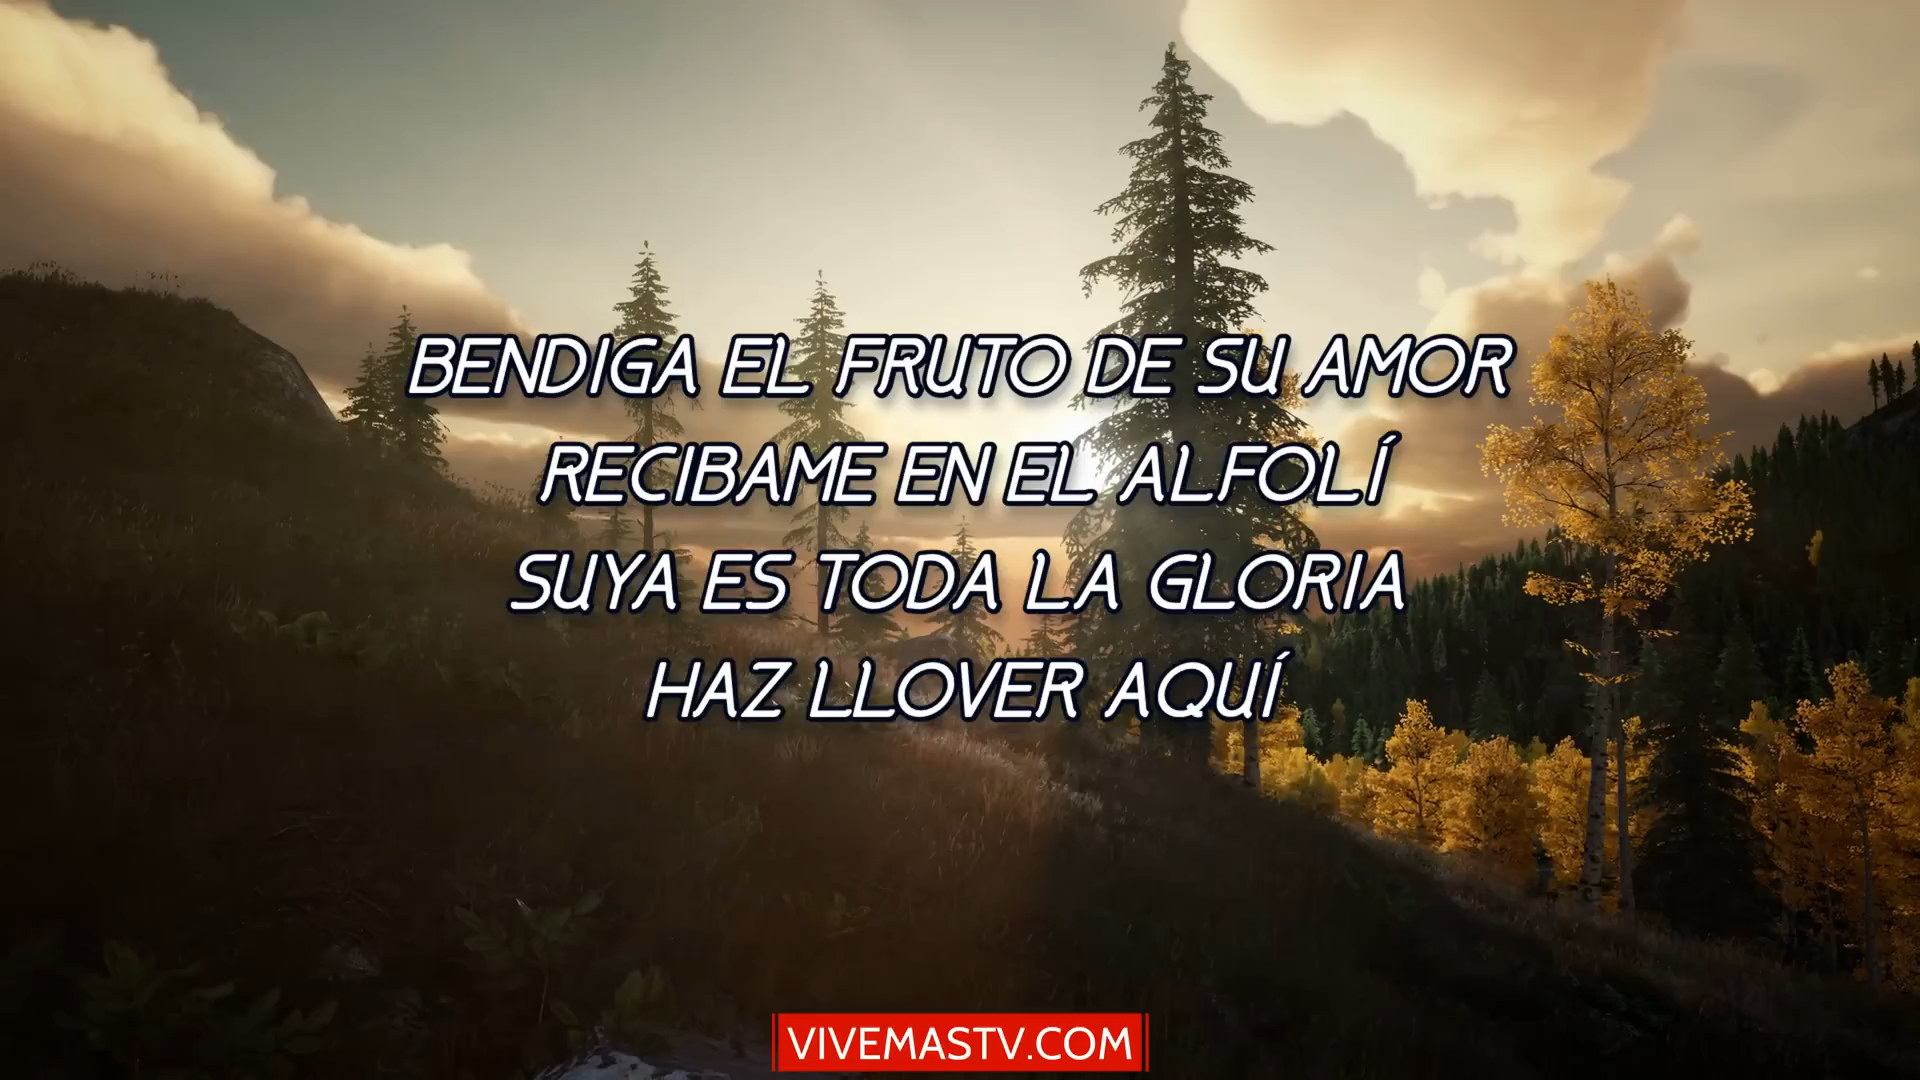 BENDIGA EL FRUTO DE SU AMOR
RECIBAME EN EL ALFOLÍ
SUYA ES TODA LA GLORIA
HAZ LLOVER AQUÍ
VIVEMASTV.COM